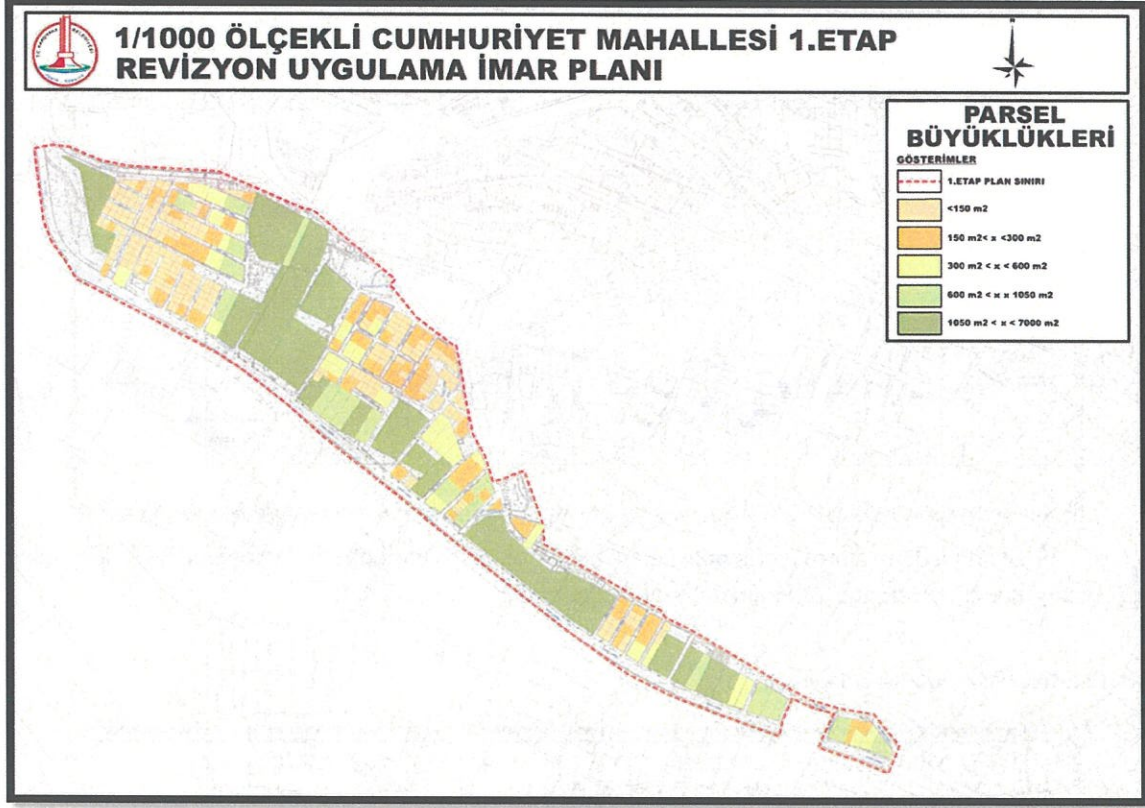 1/1000 ÖLÇEKLİ CUMHURİYET MAHALLESİ 1.ETAP
REVİZYON UYGULAMA İMAR PLANI
PARSEL
BÜYÜKLÜKLERİ
GÖSTERİMLER
1.ETAP PLAN SINIRI
<150 m2
150 m2< x <300 m2
300 m2 < x < 600 m2
600 m2 < x x 1050 m2
1050 m2 < x < 7000 m2